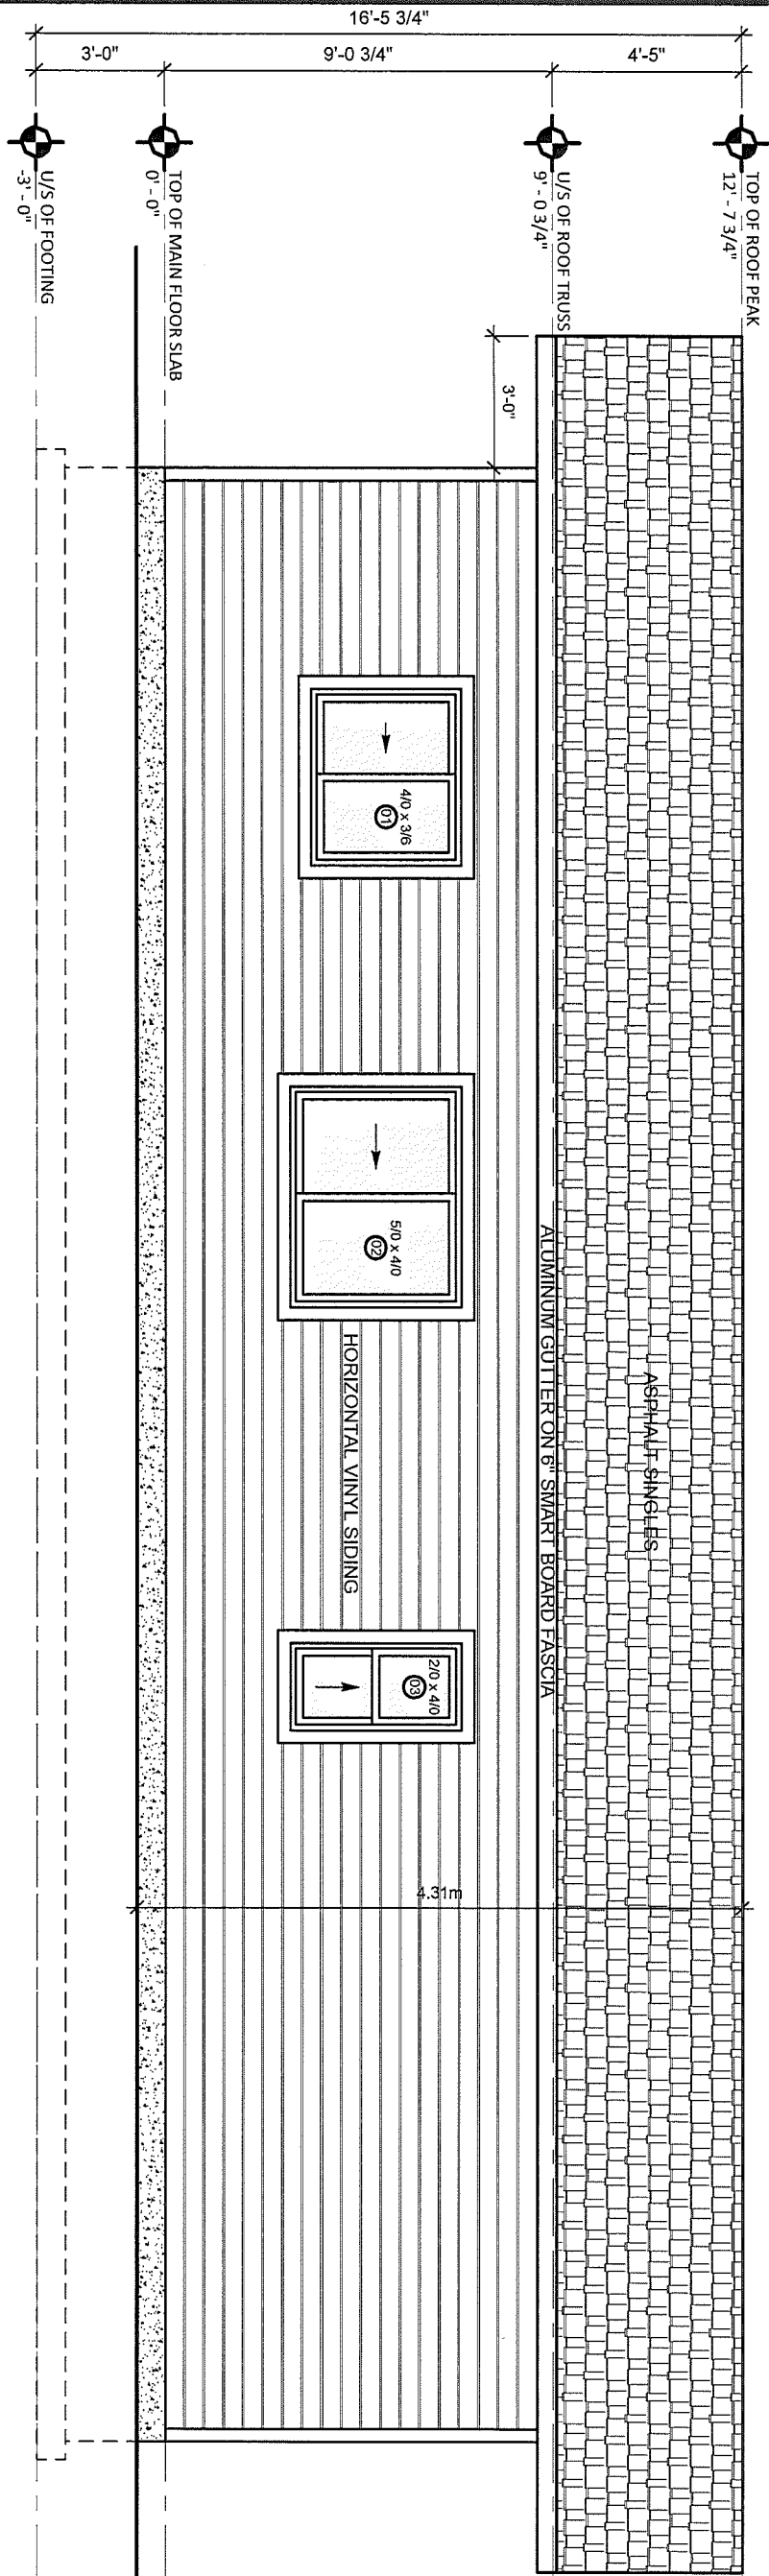 16'-5 3/4"
3'-0"
9'-0 3/4"
4'-5"
TOP OF ROOF PEAK
12' - 7 3/4"
U/S OF ROOF TRUSS
9' - 0 3/4"
TOP OF MAIN FLOOR SLAB
0' - 0"
U/S OF FOOTING
-3' - 0"
3'-0"
4/0 x 3/6
01
5/0 x 4/0
02
2/0 x 4/0
03
ASPHALT SINGLES
ALUMINUM GUTTER ON 6" SMART BOARD FASCIA
HORIZONTAL VINYL SIDING
4.31m